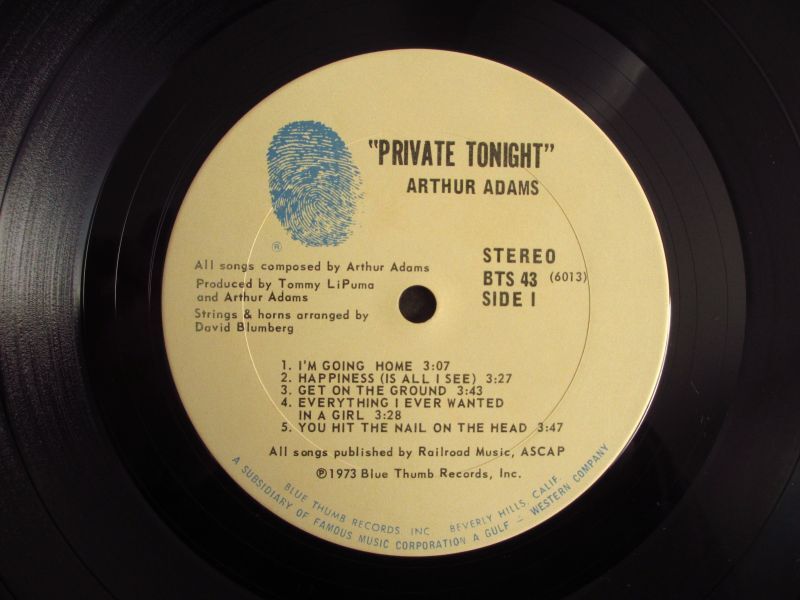 "PRIVATE TONIGHT"
ARTHUR ADAMS
®
All songs composed by Arthur Adams
Produced by Tommy LiPuma
and Arthur Adams
Strings & horns arranged by
David Blumberg
STEREO
BTS 43 (6013)
SIDE I
1. I'M GOING HOME 3:07
2. HAPPINESS (IS ALL I SEE) 3:27
3. GET ON THE GROUND 3:43
4. EVERYTHING I EVER WANTED
IN A GIRL 3:28
5. YOU HIT THE NAIL ON THE HEAD 3:47
All songs published by Railroad Music, ASCAP
℗1973 Blue Thumb Records, Inc.
BLUE THUMB RECORDS, INC. BEVERLY HILLS, CALIF.
A SUBSIDIARY OF FAMOUS MUSIC CORPORATION A GULF – WESTERN COMPANY